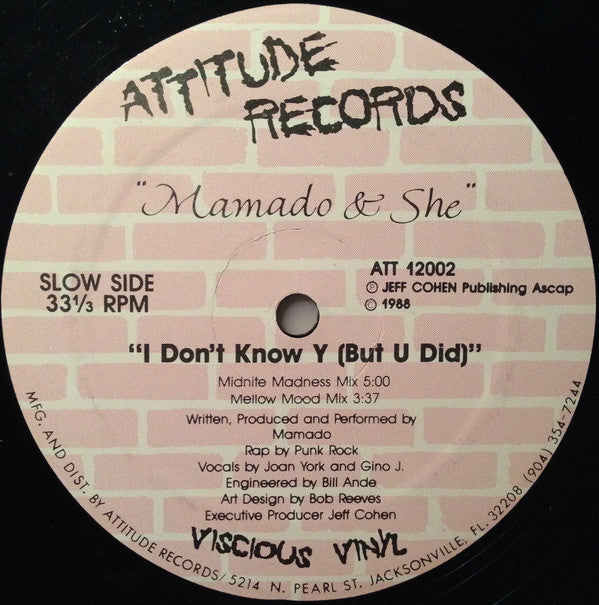 ATTITUDE
RECORDS
"Mamado & She"
SLOW SIDE
33⅓ RPM
ATT 12002
Ⓟ JEFF COHEN Publishing Ascap
© 1988
"I Don't Know Y (But U Did)"
Midnite Madness Mix 5:00
Mellow Mood Mix 3:37
Written, Produced and Performed by
Mamado
Rap by Punk Rock
Vocals by Joan York and Gino J.
Engineered by Bill Ande
Art Design by Bob Reeves
Executive Producer Jeff Cohen
VISCIOUS VINYL
MFG. AND DIST. BY ATTITUDE RECORDS/5214 N. PEARL ST. JACKSONVILLE, FL. 32208 (904) 354-7244